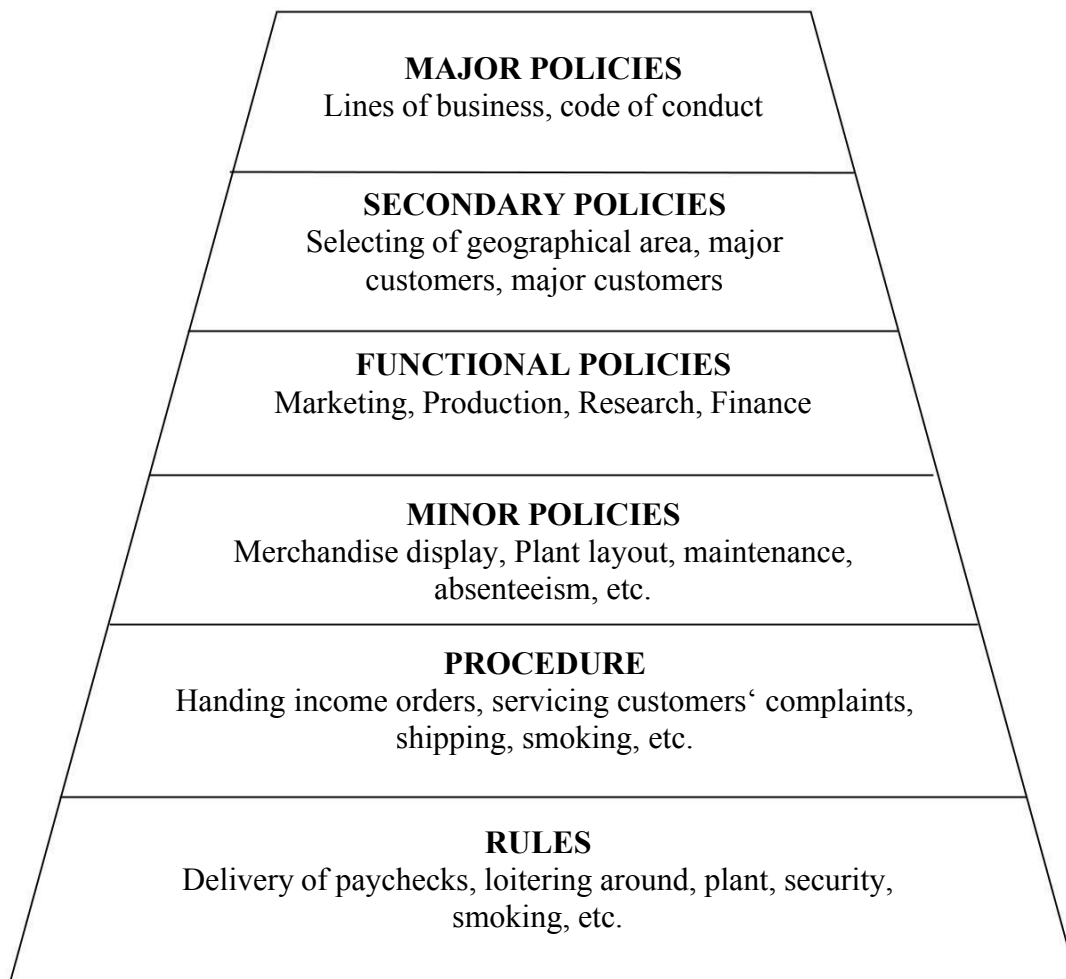 MAJOR POLICIES
Lines of business, code of conduct
SECONDARY POLICIES
Selecting of geographical area, major
customers, major customers
FUNCTIONAL POLICIES
Marketing, Production, Research, Finance
MINOR POLICIES
Merchandise display, Plant layout, maintenance,
absenteeism, etc.
PROCEDURE
Handing income orders, servicing customers‘ complaints,
shipping, smoking, etc.
RULES
Delivery of paychecks, loitering around, plant, security,
smoking, etc.